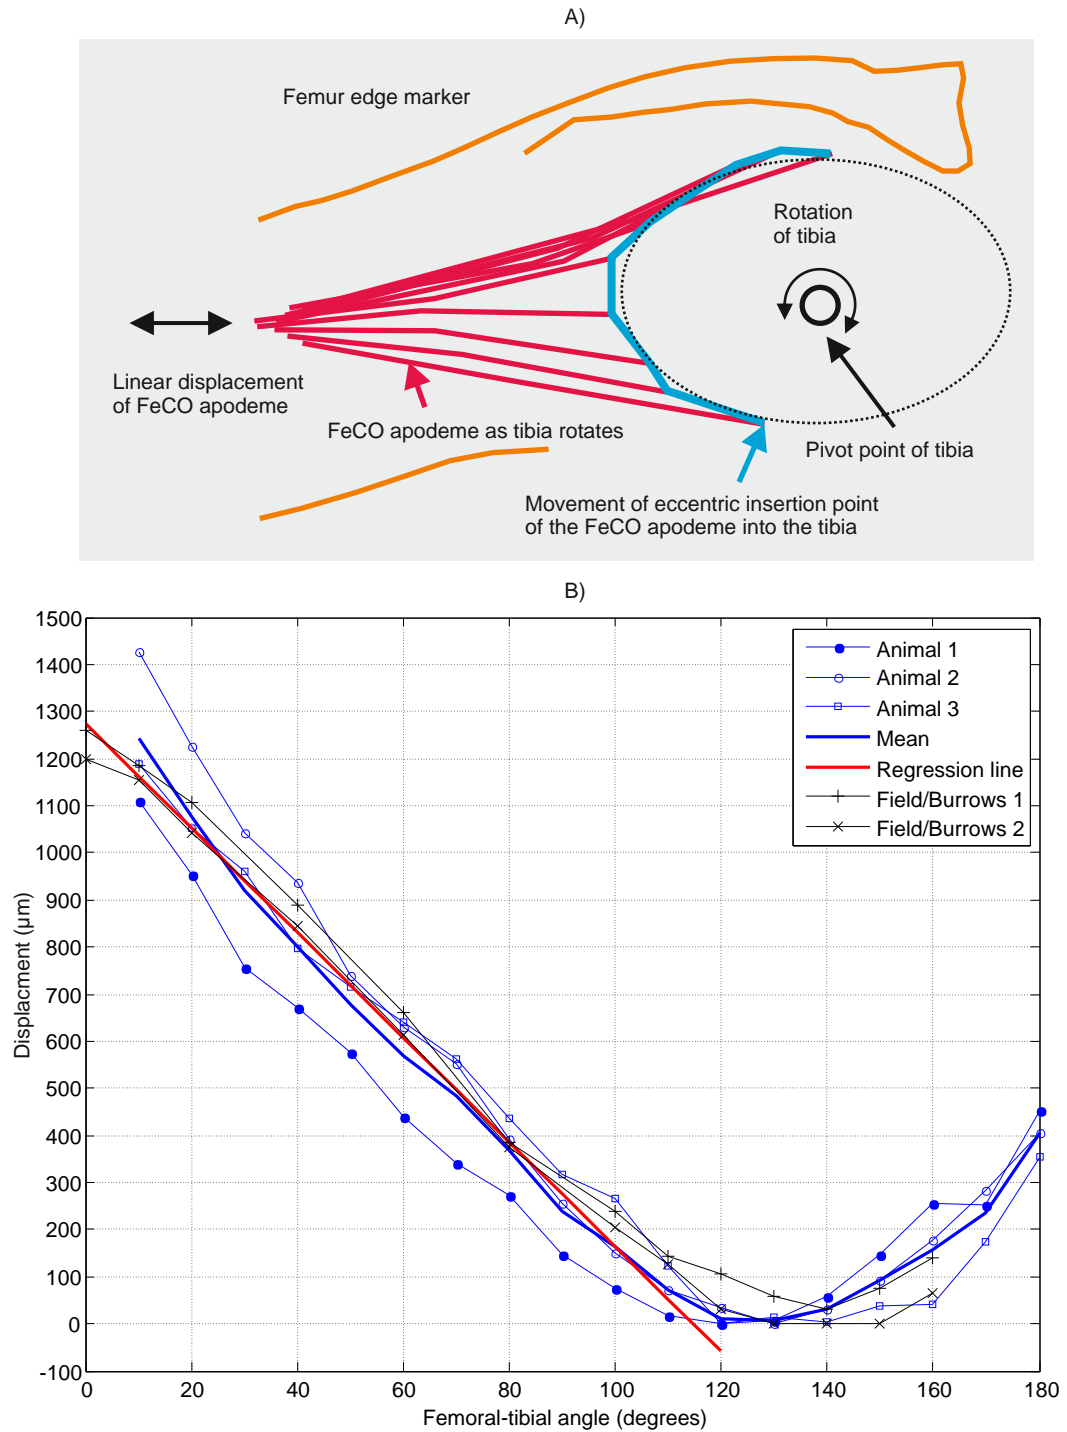 A)
Femur edge marker
Rotation
of tibia
Linear displacement
of FeCO apodeme
FeCO apodeme as tibia rotates
Pivot point of tibia
Movement of eccentric insertion point
of the FeCO apodeme into the tibia
B)
1500
1400
1300
1200
1100
1000
900
800
700
600
500
400
300
200
100
0
-100
Displacment (µm)
Animal 1
Animal 2
Animal 3
Mean
Regression line
Field/Burrows 1
Field/Burrows 2
0 20 40 60 80 100 120 140 160 180
Femoral-tibial angle (degrees)